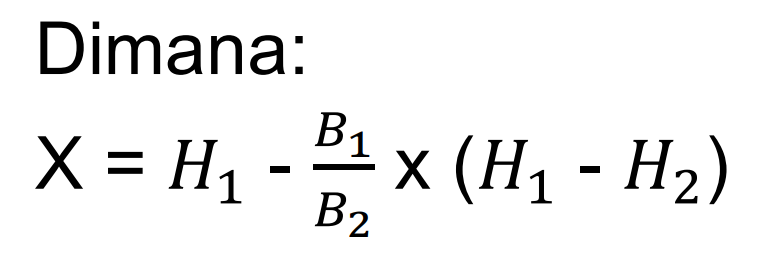 Dimana:
X = H₁ - B₁/B₂ x (H₁ - H₂)